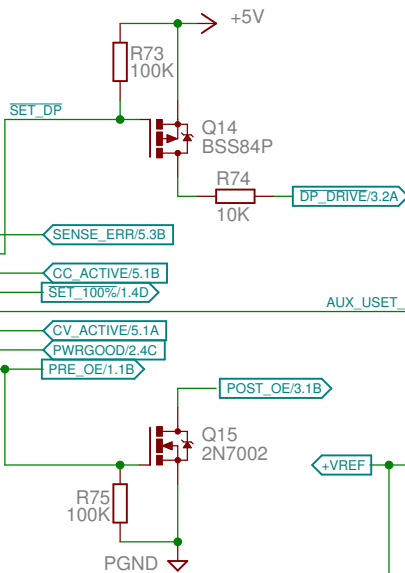 +5V
R73
100K
SET_DP
Q14
BSS84P
R74
DP_DRIVE/3.2A
10K
SENSE_ERR/5.3B
CC_ACTIVE/5.1B
SET_100%/1.4D
AUX_USET_
CV_ACTIVE/5.1A
PWRGOOD/2.4C
PRE_OE/1.1B
POST_OE/3.1B
Q15
2N7002
+VREF
R75
100K
PGND